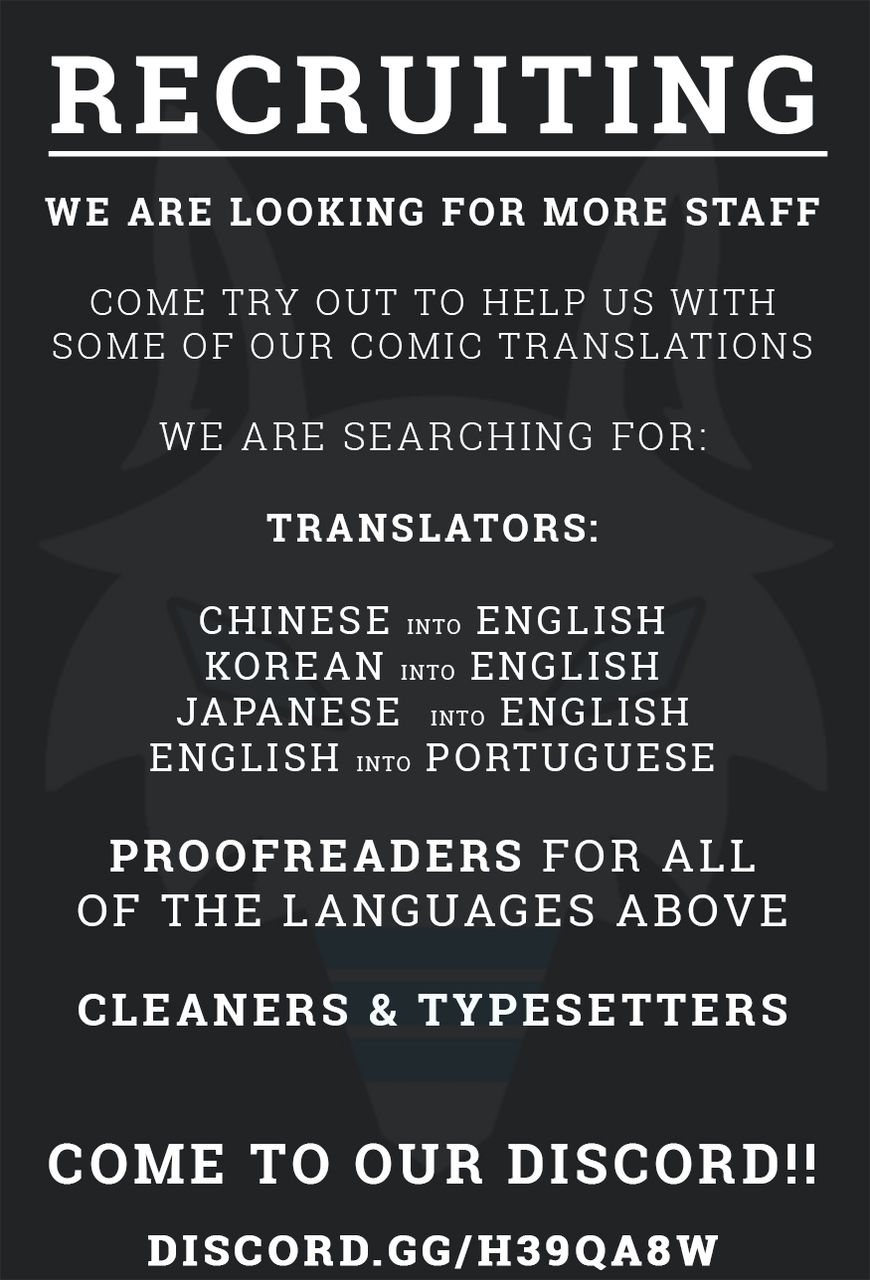 RECRUITING
WE ARE LOOKING FOR MORE STAFF
COME TRY OUT TO HELP US WITH
SOME OF OUR COMIC TRANSLATIONS
WE ARE SEARCHING FOR:
TRANSLATORS:
CHINESE INTO ENGLISH
KOREAN INTO ENGLISH
JAPANESE INTO ENGLISH
ENGLISH INTO PORTUGUESE
PROOFREADERS FOR ALL
OF THE LANGUAGES ABOVE
CLEANERS & TYPESETTERS
COME TO OUR DISCORD!!
DISCORD.GG/H39QA8W